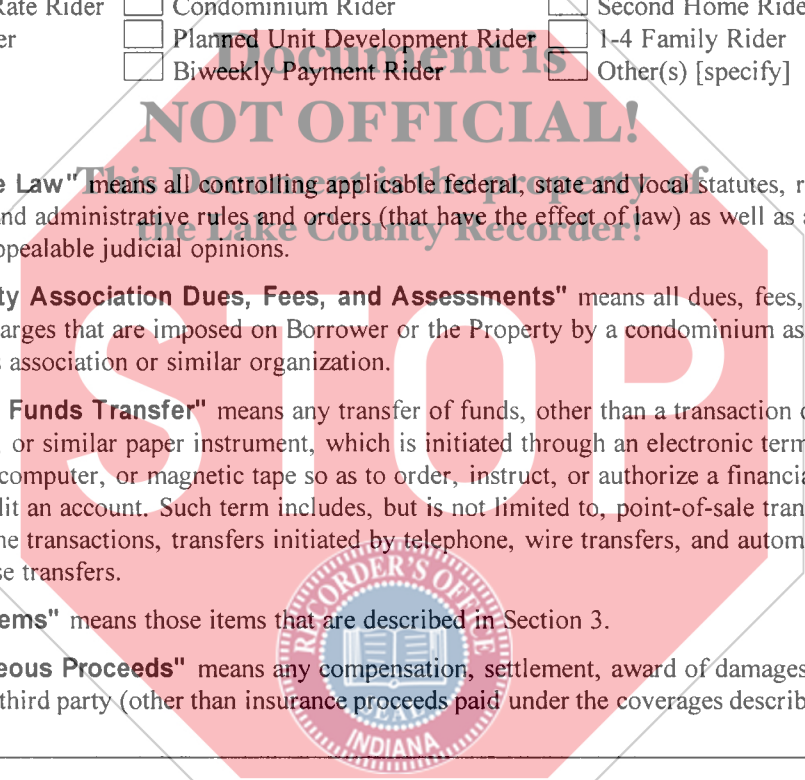 Rate Rider Condominium Rider Second Home Ride
er Planned Unit Development Rider 1-4 Family Rider
Biweekly Payment Rider Other(s) [specify]
Document is
NOT OFFICIAL!
This Document is the property of
the Lake County Recorder!
e Law" means all controlling applicable federal, state and local statutes, r
nd administrative rules and orders (that have the effect of law) as well as a
ppealable judicial opinions.
ty Association Dues, Fees, and Assessments" means all dues, fees,
arges that are imposed on Borrower or the Property by a condominium as
s association or similar organization.
Funds Transfer" means any transfer of funds, other than a transaction o
, or similar paper instrument, which is initiated through an electronic term
computer, or magnetic tape so as to order, instruct, or authorize a financia
dit an account. Such term includes, but is not limited to, point-of-sale tran
ne transactions, transfers initiated by telephone, wire transfers, and autom
se transfers.
ems" means those items that are described in Section 3.
eous Proceeds" means any compensation, settlement, award of damages
third party (other than insurance proceeds paid under the coverages describ
STOP
RECORDER'S OFFICE
SEAL
INDIANA